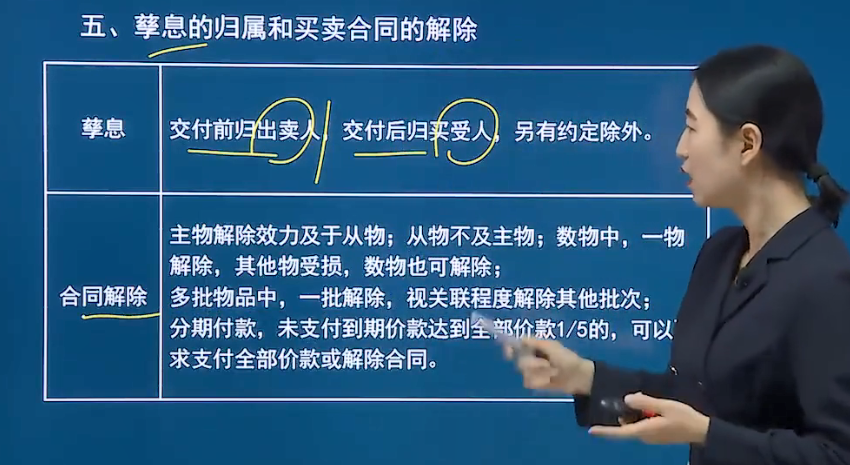 五、孽息的归属和买卖合同的解除
孽息
交付前归出卖人，交付后归买受人，另有约定除外。
合同解除
主物解除效力及于从物；从物不及主物；数物中，一物
解除，其他物受损，数物也可解除；
多批物品中，一批解除，视关联程度解除其他批次；
分期付款，未支付到期价款达到全部价款1/5的，可以
求支付全部价款或解除合同。